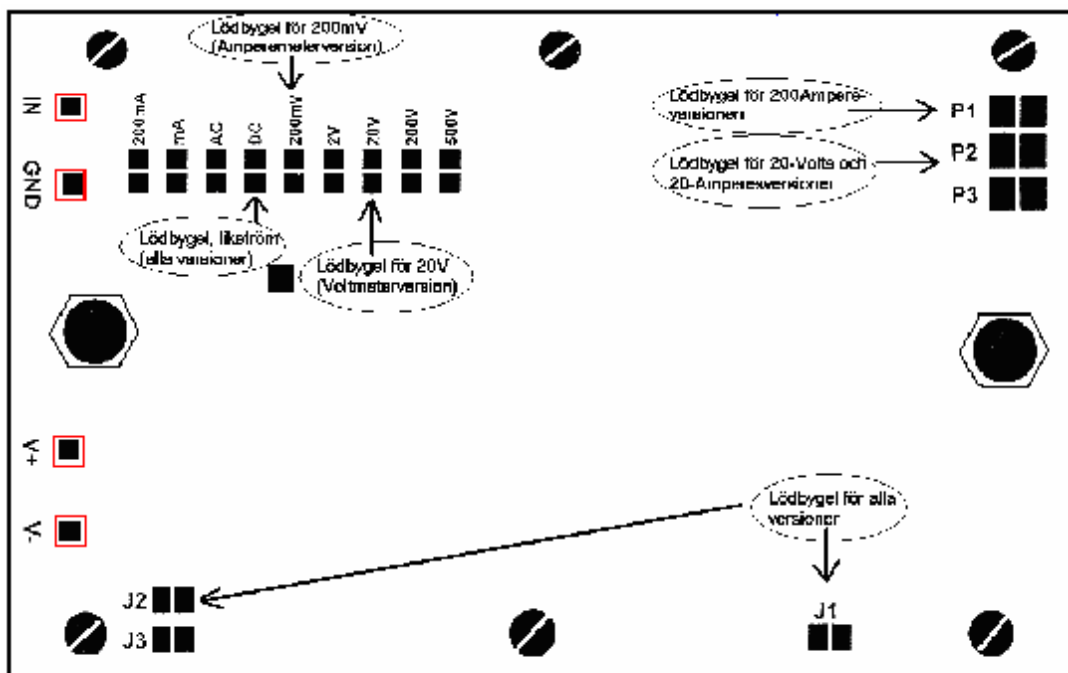 Lödbygel för 200mV
(Amperemeterversion)
IN
GND
200mA
mA
AC
DC
200mV
2V
20V
200V
500V
Lödbygel för 200Ampere-
versionen
P1
Lödbygel för 20-Volts och
20-Amperesversioner
P2
P3
Lödbygel, likström
(alla versioner)
Lödbygel för 20V
(Voltmeterversion)
V+
V-
Lödbygel för alla
versioner
J2
J3
J1